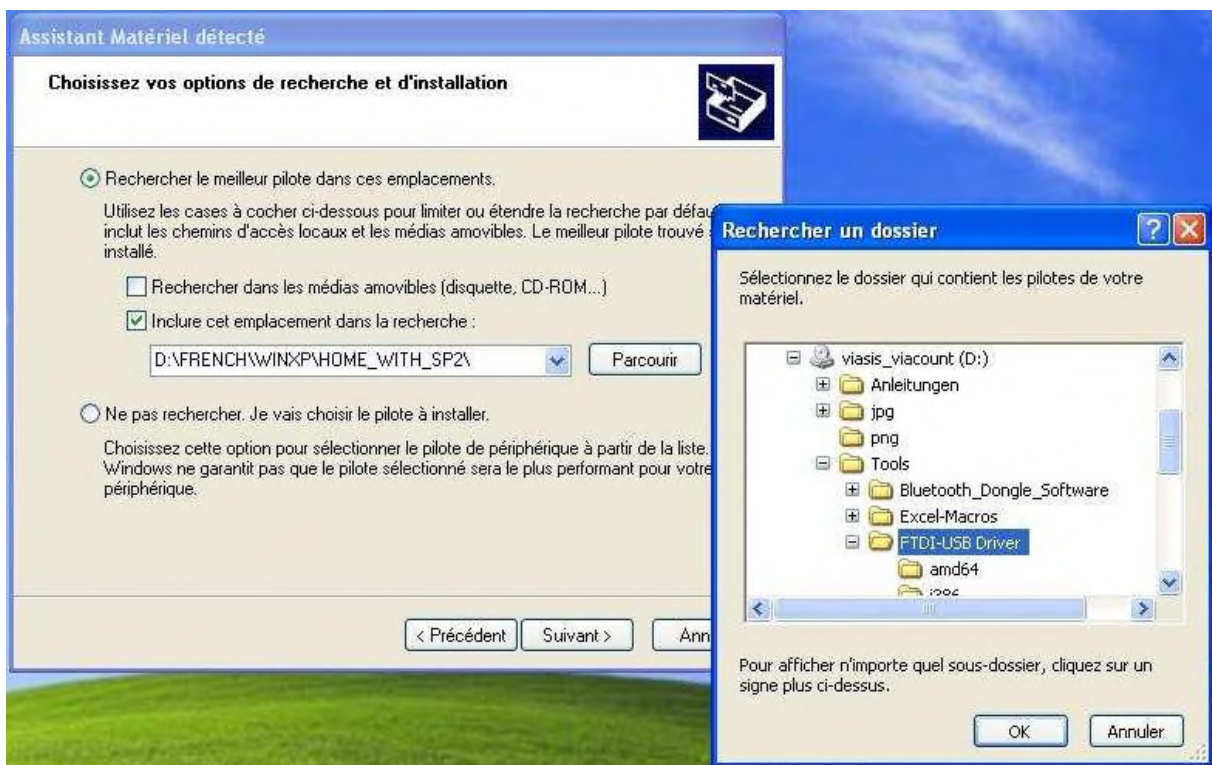 Assistant Matériel détecté
Choisissez vos options de recherche et d'installation
Rechercher le meilleur pilote dans ces emplacements.
Utilisez les cases à cocher ci-dessous pour limiter ou étendre la recherche par
inclut les chemins d'accès locaux et les médias amovibles. Le meilleur pilote trouvé
installé.
Rechercher dans les médias amovibles (disquette, CD-ROM...)
Inclure cet emplacement dans la recherche :
D:\FRENCH\WINXP\HOME_WITH_SP2\
Parcourir
Ne pas rechercher. Je vais choisir le pilote à installer.
Choisissez cette option pour sélectionner le pilote de périphérique à partir de la liste.
Windows ne garantit pas que le pilote sélectionné sera le plus performant pour votre
périphérique.
< Précédent
Suivant >
Rechercher un dossier
Sélectionnez le dossier qui contient les pilotes de votre
matériel.
viasis_viacount (D:)
Anleitungen
jpg
png
Tools
Bluetooth_Dongle_Software
Excel-Macros
FTDI-USB Driver
amd64
Pour afficher n'importe quel sous-dossier, cliquez sur un
signe plus ci-dessus.
OK
Annuler